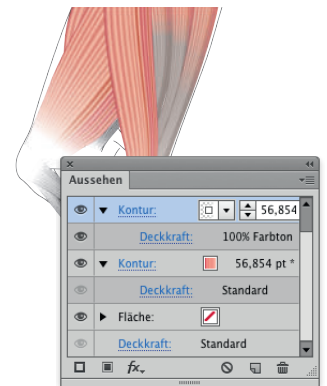 Aussehen
Kontur: 56,854
Deckkraft: 100% Farbton
Kontur: 56,854 pt *
Deckkraft: Standard
Fläche:
Deckkraft: Standard
fx